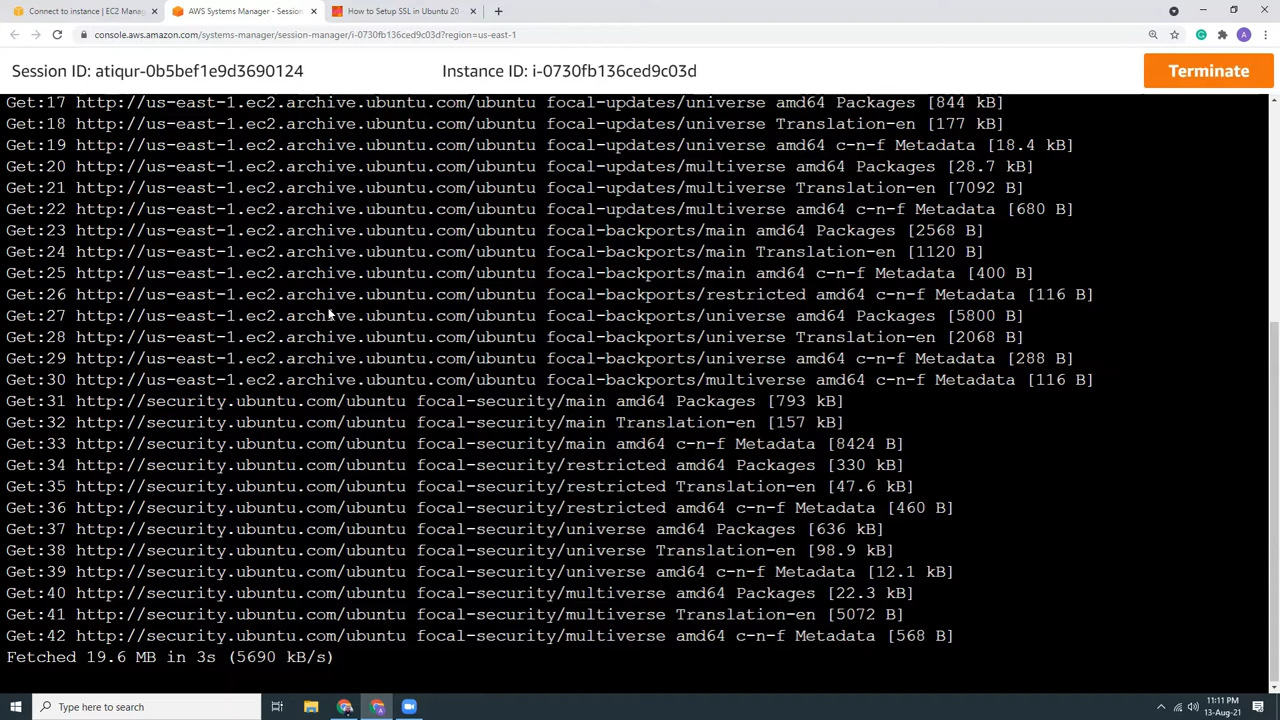 Connect to instance | EC2 Manag
AWS Systems Manager - Session
How to Setup SSL in Ubuntu 20
console.aws.amazon.com/systems-manager/session-manager/i-0730fb136ced9c03d?region=us-east-1
A
Session ID: atiqur-0b5bef1e9d3690124
Instance ID: i-0730fb136ced9c03d
Terminate
Get:17 http://us-east-1.ec2.archive.ubuntu.com/ubuntu focal-updates/universe amd64 Packages [844 kB]
Get:18 http://us-east-1.ec2.archive.ubuntu.com/ubuntu focal-updates/universe Translation-en [177 kB]
Get:19 http://us-east-1.ec2.archive.ubuntu.com/ubuntu focal-updates/universe amd64 c-n-f Metadata [18.4 kB]
Get:20 http://us-east-1.ec2.archive.ubuntu.com/ubuntu focal-updates/multiverse amd64 Packages [28.7 kB]
Get:21 http://us-east-1.ec2.archive.ubuntu.com/ubuntu focal-updates/multiverse Translation-en [7092 B]
Get:22 http://us-east-1.ec2.archive.ubuntu.com/ubuntu focal-updates/multiverse amd64 c-n-f Metadata [680 B]
Get:23 http://us-east-1.ec2.archive.ubuntu.com/ubuntu focal-backports/main amd64 Packages [2568 B]
Get:24 http://us-east-1.ec2.archive.ubuntu.com/ubuntu focal-backports/main Translation-en [1120 B]
Get:25 http://us-east-1.ec2.archive.ubuntu.com/ubuntu focal-backports/main amd64 c-n-f Metadata [400 B]
Get:26 http://us-east-1.ec2.archive.ubuntu.com/ubuntu focal-backports/restricted amd64 c-n-f Metadata [116 B]
Get:27 http://us-east-1.ec2.archive.ubuntu.com/ubuntu focal-backports/universe amd64 Packages [5800 B]
Get:28 http://us-east-1.ec2.archive.ubuntu.com/ubuntu focal-backports/universe Translation-en [2068 B]
Get:29 http://us-east-1.ec2.archive.ubuntu.com/ubuntu focal-backports/universe amd64 c-n-f Metadata [288 B]
Get:30 http://us-east-1.ec2.archive.ubuntu.com/ubuntu focal-backports/multiverse amd64 c-n-f Metadata [116 B]
Get:31 http://security.ubuntu.com/ubuntu focal-security/main amd64 Packages [793 kB]
Get:32 http://security.ubuntu.com/ubuntu focal-security/main Translation-en [157 kB]
Get:33 http://security.ubuntu.com/ubuntu focal-security/main amd64 c-n-f Metadata [8424 B]
Get:34 http://security.ubuntu.com/ubuntu focal-security/restricted amd64 Packages [330 kB]
Get:35 http://security.ubuntu.com/ubuntu focal-security/restricted Translation-en [47.6 kB]
Get:36 http://security.ubuntu.com/ubuntu focal-security/restricted amd64 c-n-f Metadata [460 B]
Get:37 http://security.ubuntu.com/ubuntu focal-security/universe amd64 Packages [636 kB]
Get:38 http://security.ubuntu.com/ubuntu focal-security/universe Translation-en [98.9 kB]
Get:39 http://security.ubuntu.com/ubuntu focal-security/universe amd64 c-n-f Metadata [12.1 kB]
Get:40 http://security.ubuntu.com/ubuntu focal-security/multiverse amd64 Packages [22.3 kB]
Get:41 http://security.ubuntu.com/ubuntu focal-security/multiverse Translation-en [5072 B]
Get:42 http://security.ubuntu.com/ubuntu focal-security/multiverse amd64 c-n-f Metadata [568 B]
Fetched 19.6 MB in 3s (5690 kB/s)
Type here to search
11:11 PM
13-Aug-21